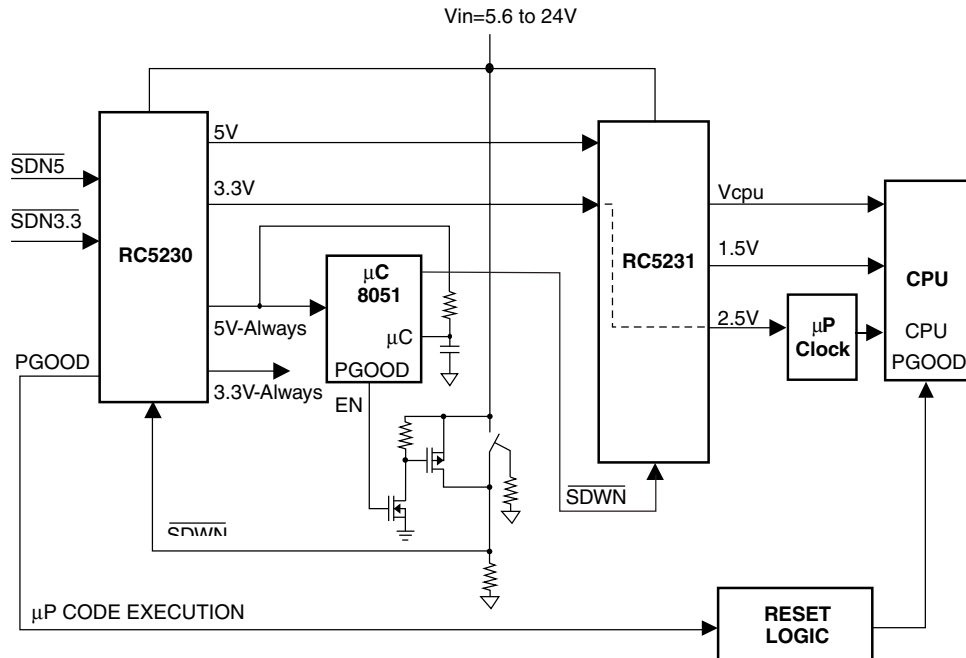 Vin=5.6 to 24V
SDN5
SDN3.3
RC5230
5V
3.3V
5V-Always
3.3V-Always
PGOOD
μC
8051
μC
PGOOD
EN
SDWN
RC5231
SDWN
Vcpu
1.5V
2.5V
μP
Clock
CPU
CPU
PGOOD
μP CODE EXECUTION
RESET
LOGIC